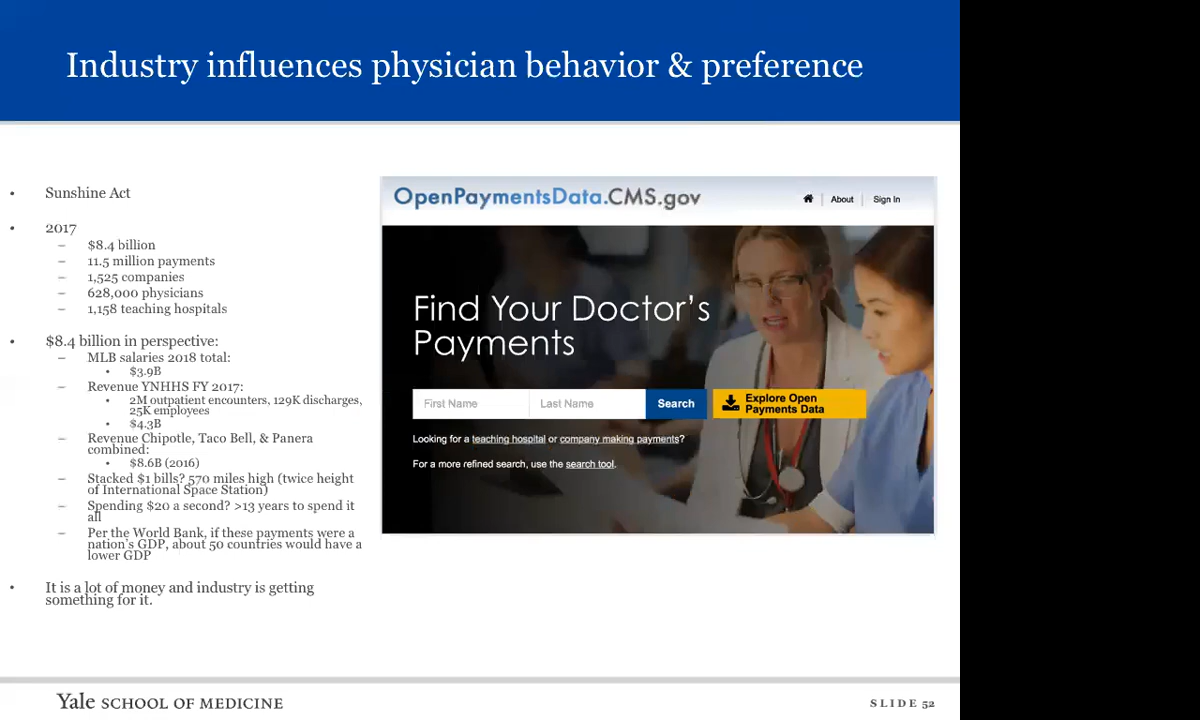 Industry influences physician behavior & preference
• Sunshine Act
• 2017
– $8.4 billion
– 11.5 million payments
– 1,525 companies
– 628,000 physicians
– 1,158 teaching hospitals
• $8.4 billion in perspective:
– MLB salaries 2018 total:
• $3.9B
– Revenue YNHHS FY 2017:
• 2M outpatient encounters, 129K discharges,
25K employees
• $4.3B
– Revenue Chipotle, Taco Bell, & Panera
combined:
• $8.6B (2016)
– Stacked $1 bills? 570 miles high (twice height
of International Space Station)
– Spending $20 a second? >13 years to spend it
all
– Per the World Bank, if these payments were a
nation's GDP, about 50 countries would have a
lower GDP
• It is a lot of money and industry is getting
something for it.
OpenPaymentsData.CMS.gov
About
Sign In
Find Your Doctor's
Payments
First Name
Last Name
Search
Explore Open
Payments Data
Looking for a teaching hospital or company making payments?
For a more refined search, use the search tool.
Yale SCHOOL OF MEDICINE
SLIDE 52